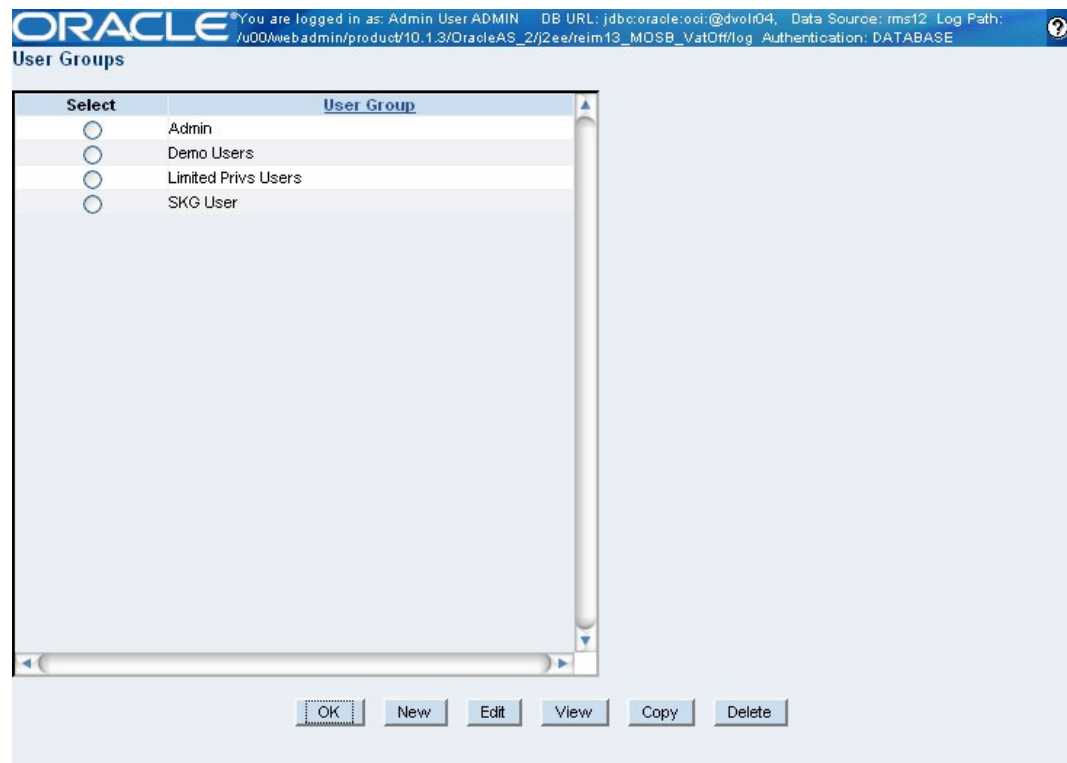 ORACLE® You are logged in as: Admin User ADMIN DB URL: jdbc:oracle:oci:@dvolr04, Data Source: rms12 Log Path:
/u00/webadmin/product/10.1.3/OracleAS_2/j2ee/reim13_MOSB_VatOff/log Authentication: DATABASE
?
User Groups
Select User Group
Admin
Demo Users
Limited Privs Users
SKG User
OK New Edit View Copy Delete